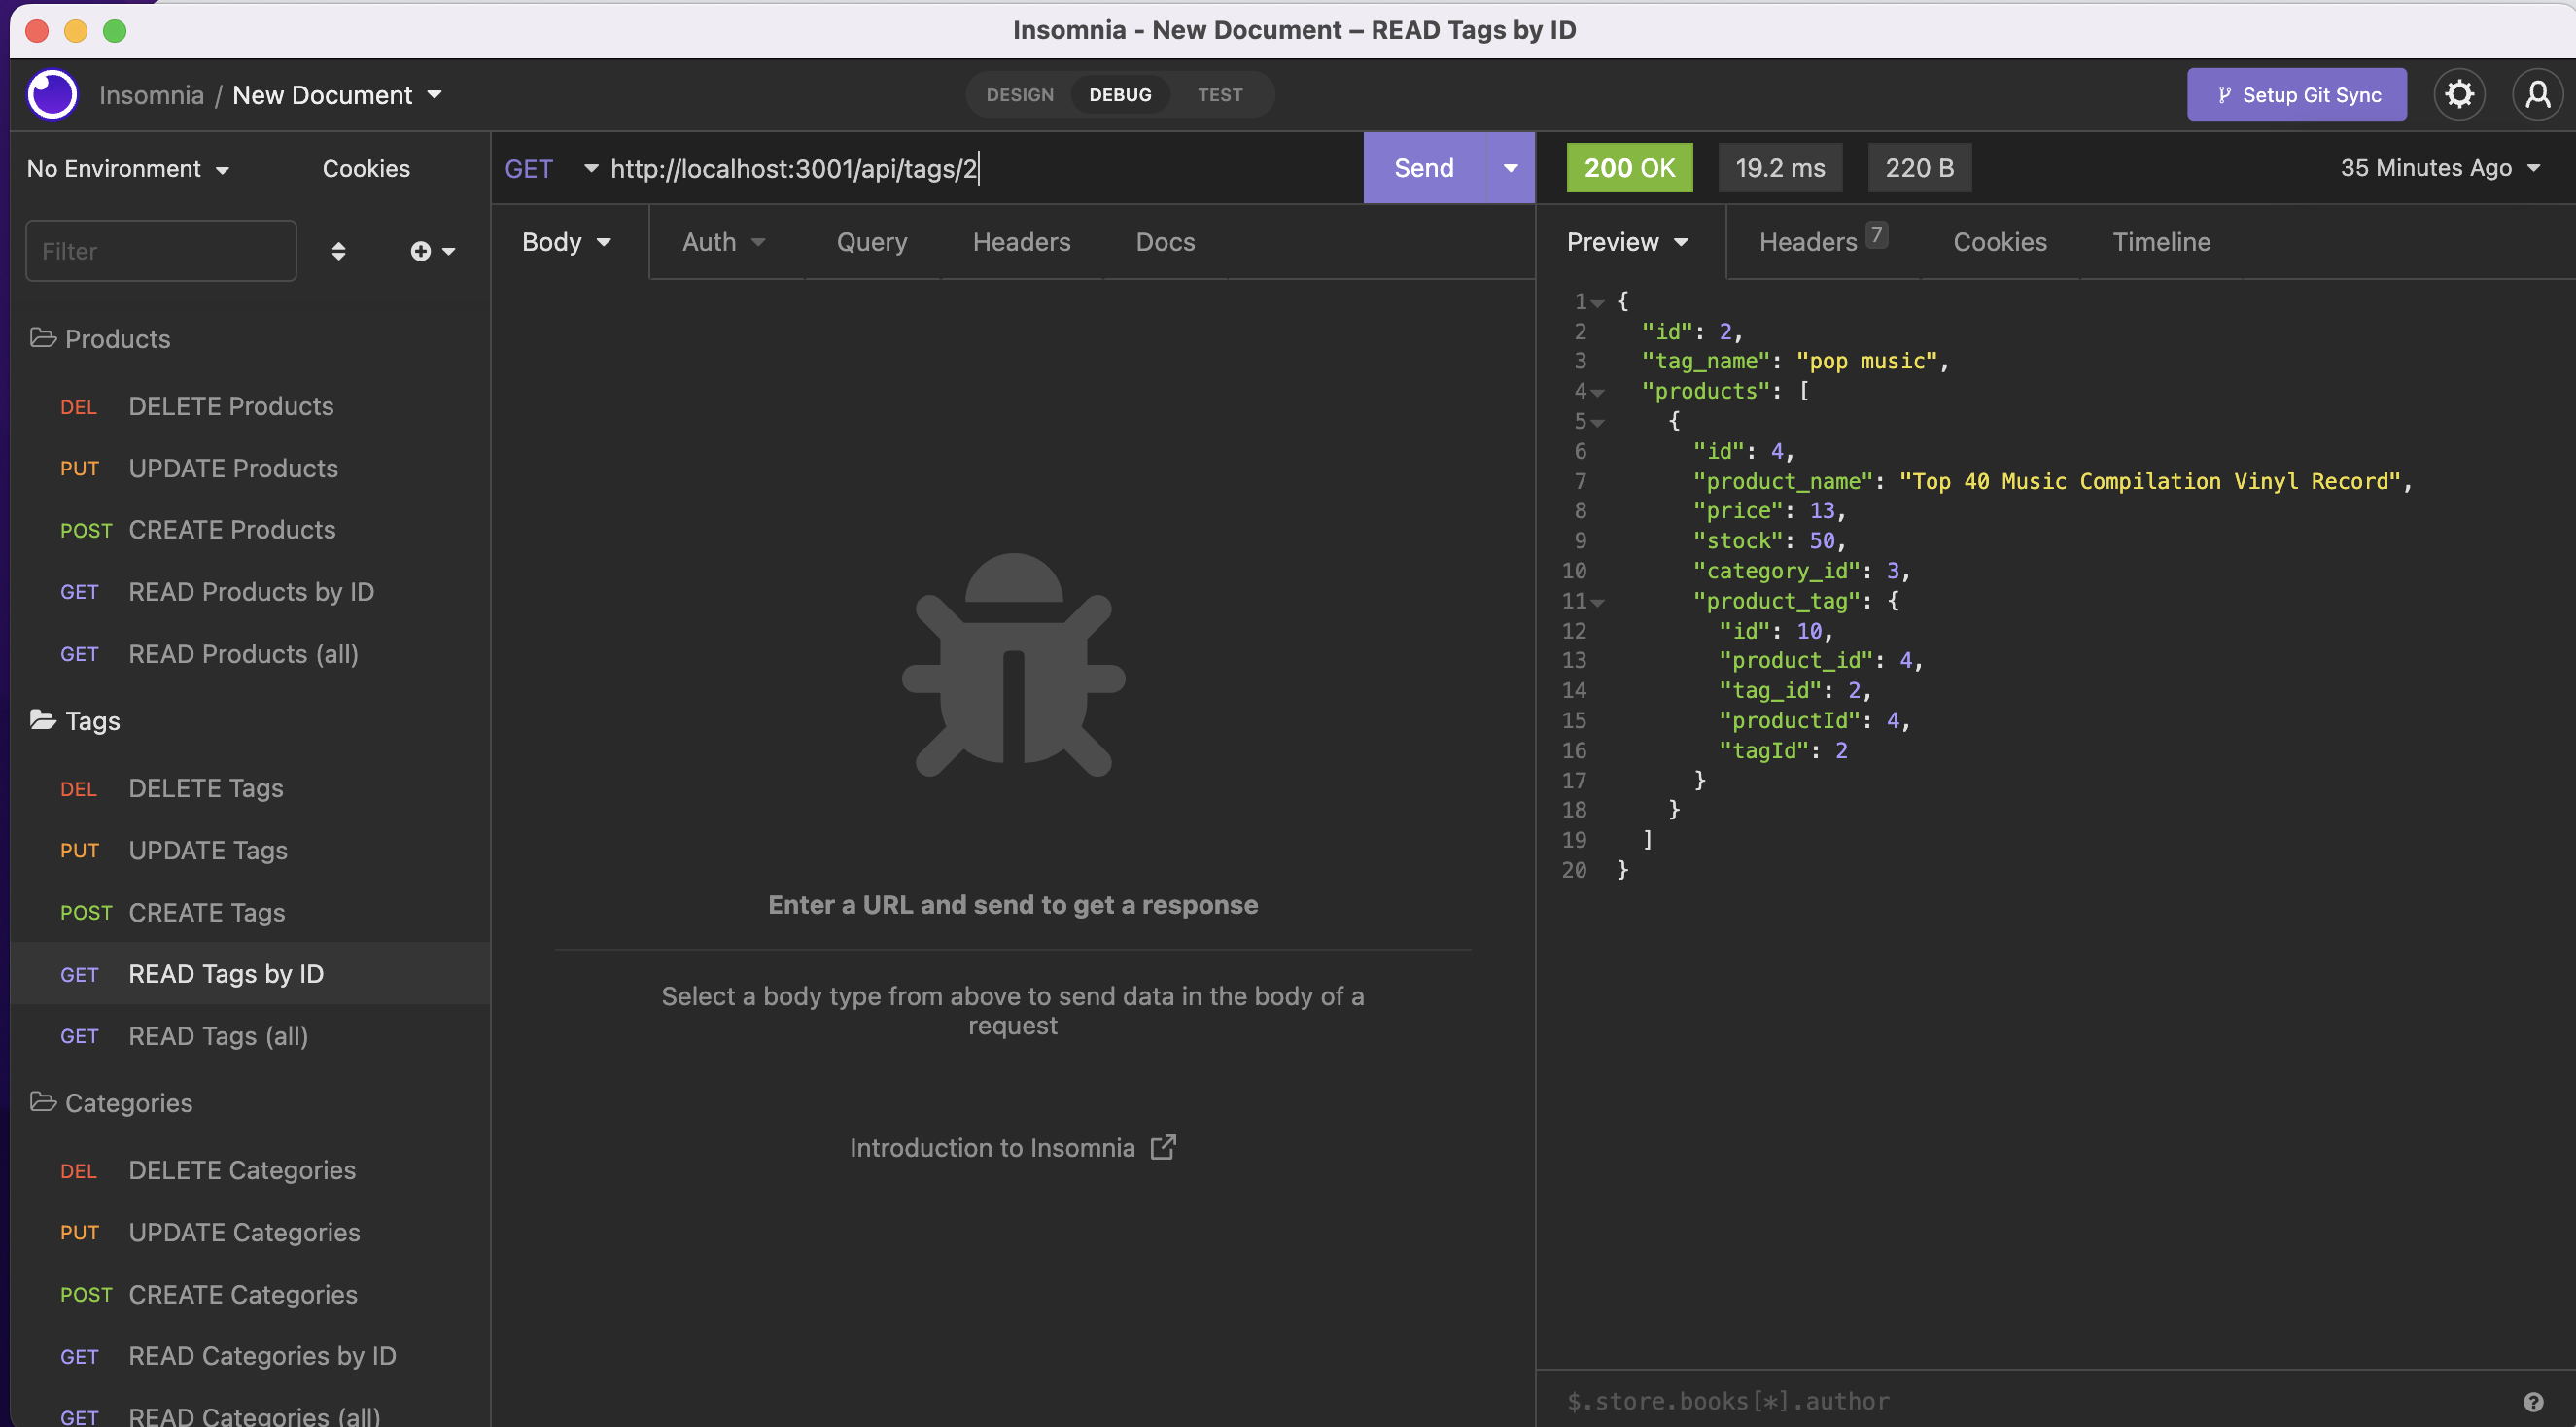 Insomnia - New Document – READ Tags by ID
Insomnia / New Document
DESIGN DEBUG TEST
Setup Git Sync
No Environment Cookies
Filter
Products
DEL DELETE Products
PUT UPDATE Products
POST CREATE Products
GET READ Products by ID
GET READ Products (all)
Tags
DEL DELETE Tags
PUT UPDATE Tags
POST CREATE Tags
GET READ Tags by ID
GET READ Tags (all)
Categories
DEL DELETE Categories
PUT UPDATE Categories
POST CREATE Categories
GET READ Categories by ID
GET READ Categories (all)
GET http://localhost:3001/api/tags/2 Send
Body Auth Query Headers Docs
Enter a URL and send to get a response
Select a body type from above to send data in the body of a
request
Introduction to Insomnia
200 OK 19.2 ms 220 B 35 Minutes Ago
Preview Headers 7 Cookies Timeline
1 {
2 "id": 2,
3 "tag_name": "pop music",
4 "products": [
5 {
6 "id": 4,
7 "product_name": "Top 40 Music Compilation Vinyl Record",
8 "price": 13,
9 "stock": 50,
10 "category_id": 3,
11 "product_tag": {
12 "id": 10,
13 "product_id": 4,
14 "tag_id": 2,
15 "productId": 4,
16 "tagId": 2
17 }
18 }
19 ]
20 }
$.store.books[*].author
?